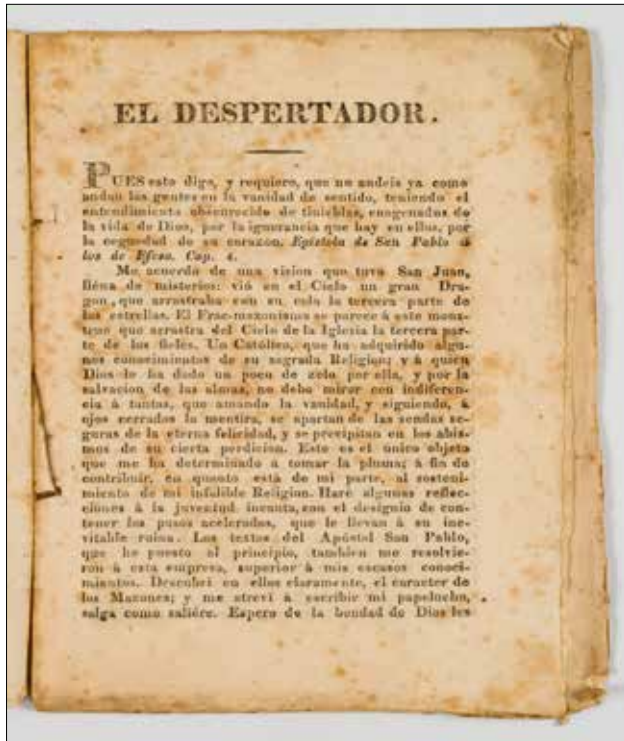 EL DESPERTADOR.
PUES esto digo, y requiero, que no andeis ya como
andan las gentes en la vanidad de sentido, teniendo el
entendimiento obscurecido de tinieblas, enagenados de
la vida de Dios, por la ignorancia que hay en ellos, por
la ceguedad de su corazon. Epistola de San Pablo á
los de Efeso. Cap. 4.
Me acuerdo de una vision que tuvo San Juan,
lléna de misterios: vió en el Cielo un gran Dra-
gon, que arrastraba con su cola la tercera parte de
las estrellas. El Frac-maxonismo se parece á este mons-
truo que arrastra del Cielo de la Iglesia la tercera par-
te de los fieles. Un Católico, que ha adquirido algu-
nos conocimientos de su sagrada Religion; y á quien
Dios le ha dado un poco de zelo por ella, y por la
salvacion de las almas, no debe mirar con indiferen-
cia á tantas, que amando la vanidad, y siguiendo, á
ojos cerrados la mentira, se apartan de las sendas se-
guras de la eterna felicidad, y se precipitan en los abis-
mos de su cierta perdicion. Este es el unico objeto
que me ha determinado á tomar la pluma; á fin de
contribuir, en quanto está de mi parte, al sosteni-
miento de mi infalible Religion. Haré algunas reflec-
ciones á la juventud incauta, con el designio de con-
tener los pasos acelerados, que le llevan á su ine-
vitable ruina. Los textos del Apóstol San Pablo,
que he puesto al principio, tambien me resolvie-
ron á esta empresa, superior á mis escasos conoci-
mientos. Descubri en ellos claramente, el caracter de
los Mazones; y me atreví á escribir mi papelucho,
salga como saliére. Espero de la bondad de Dios les